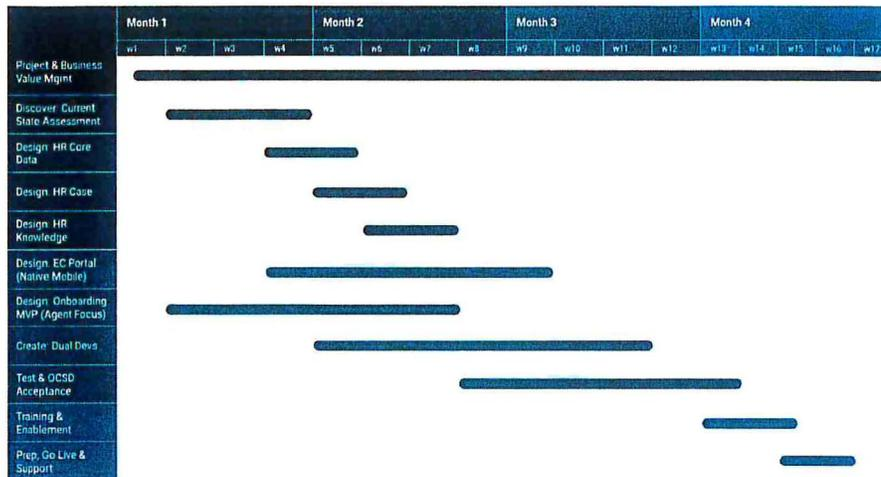 Month 1 Month 2 Month 3 Month 4
w1 w2 w3 w4 w5 w6 w7 w8 w9 w10 w11 w12 w13 w14 w15 w16 w17
Project & Business
Value Mgmt
Discover: Current
State Assessment
Design: HR Core
Data
Design: HR Case
Design: HR
Knowledge
Design: EC Portal
(Native Mobile)
Design: Onboarding
MVP (Agent Focus)
Create: Dual Devs
Test & OCSD
Acceptance
Training &
Enablement
Prep, Go Live &
Support